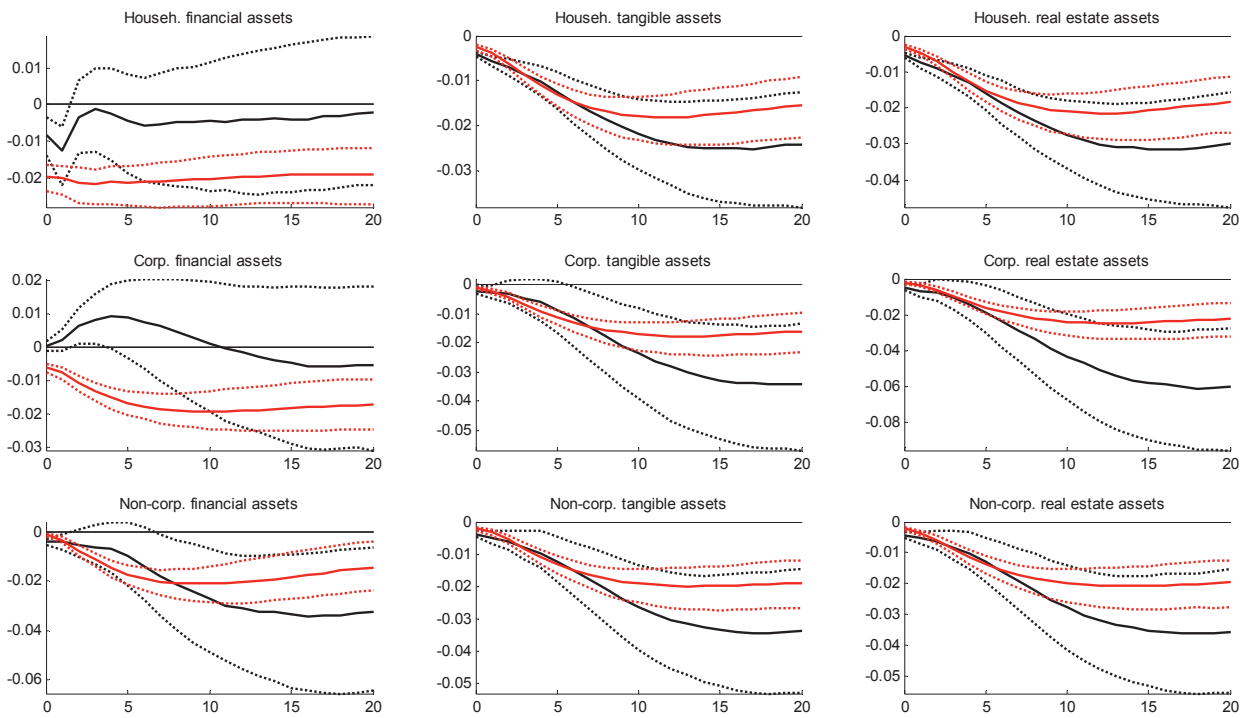 Househ. financial assets
0.01
0
-0.01
-0.02
0 5 10 15 20
Househ. tangible assets
0
-0.01
-0.02
-0.03
0 5 10 15 20
Househ. real estate assets
0
-0.01
-0.02
-0.03
-0.04
0 5 10 15 20
Corp. financial assets
0.02
0.01
0
-0.01
-0.02
-0.03
0 5 10 15 20
Corp. tangible assets
0
-0.01
-0.02
-0.03
-0.04
-0.05
0 5 10 15 20
Corp. real estate assets
0
-0.02
-0.04
-0.06
-0.08
0 5 10 15 20
Non-corp. financial assets
0
-0.02
-0.04
-0.06
0 5 10 15 20
Non-corp. tangible assets
0
-0.01
-0.02
-0.03
-0.04
-0.05
0 5 10 15 20
Non-corp. real estate assets
0
-0.01
-0.02
-0.03
-0.04
-0.05
0 5 10 15 20